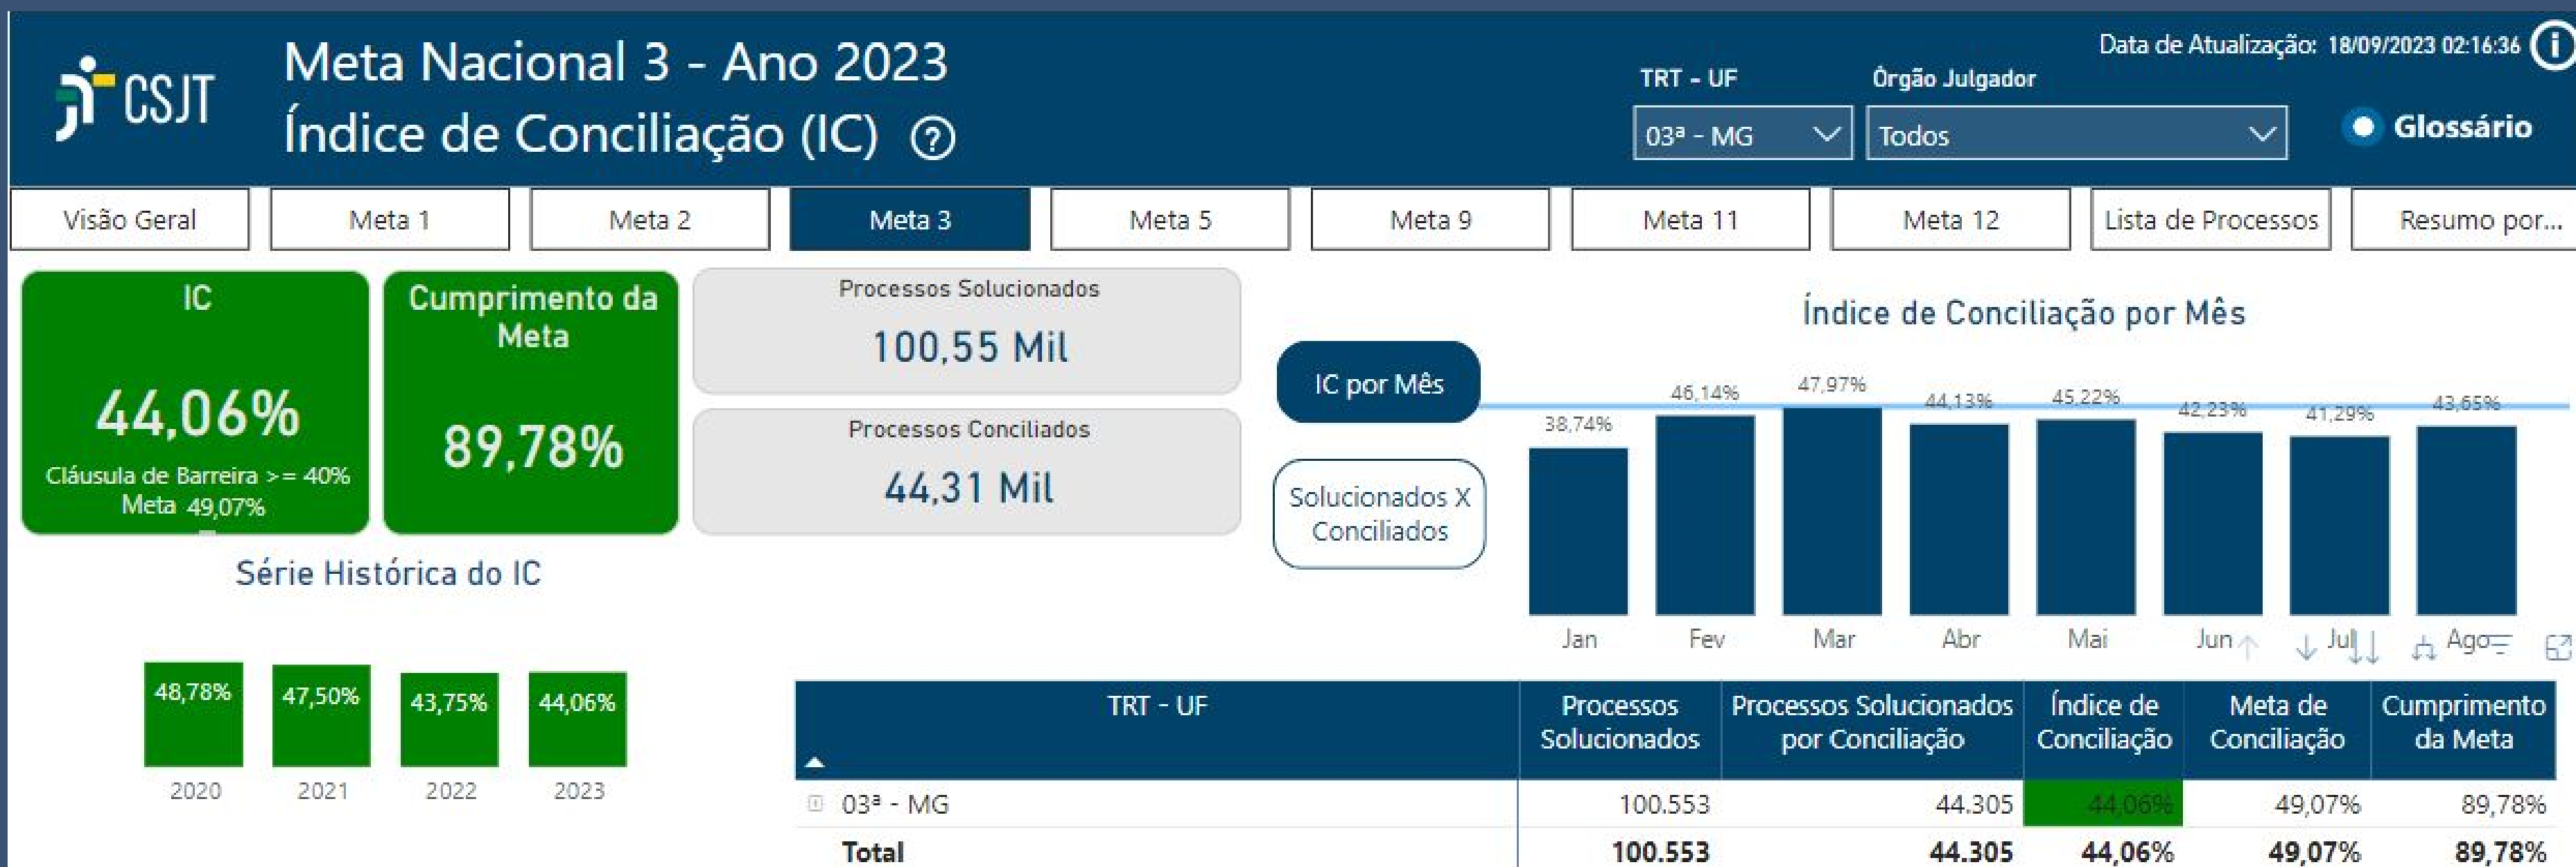 CSJT
Meta Nacional 3 - Ano 2023
Índice de Conciliação (IC) ?
Data de Atualização: 18/09/2023 02:16:36 i
TRT - UF
Órgão Julgador
03ª - MG
Todos
Glossário
Visão Geral
Meta 1
Meta 2
Meta 3
Meta 5
Meta 9
Meta 11
Meta 12
Lista de Processos
Resumo por...
IC
44,06%
Cláusula de Barreira >= 40%
Meta 49,07%
Cumprimento da
Meta
89,78%
Processos Solucionados
100,55 Mil
Processos Conciliados
44,31 Mil
IC por Mês
Solucionados X
Conciliados
Índice de Conciliação por Mês
38,74%
46,14%
47,97%
44,13%
45,22%
42,23%
41,29%
43,65%
Jan
Fev
Mar
Abr
Mai
Jun
Jul
Ago
Série Histórica do IC
48,78%
47,50%
43,75%
44,06%
2020
2021
2022
2023
TRT - UF
Processos
Solucionados
Processos Solucionados
por Conciliação
Índice de
Conciliação
Meta de
Conciliação
Cumprimento
da Meta
03ª - MG
100.553
44.305
44,06%
49,07%
89,78%
Total
100.553
44.305
44,06%
49,07%
89,78%